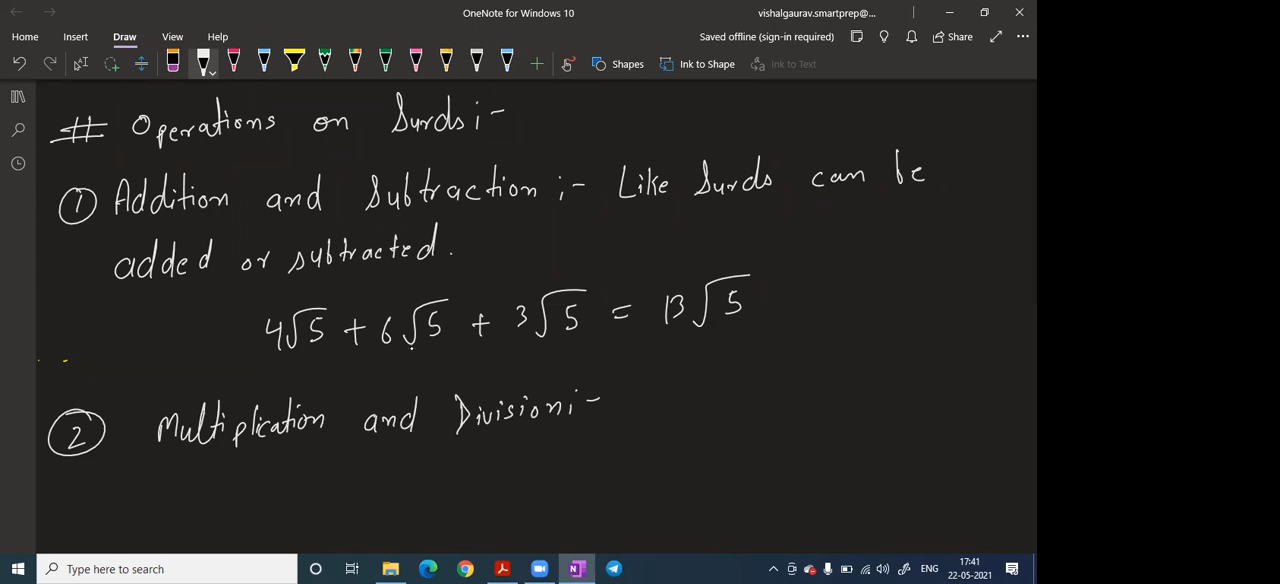 OneNote for Windows 10
vishalgaurav.smartprep@...
Home Insert Draw View Help
Saved offline (sign-in required) Share
Shapes Ink to Shape Ink to Text
# Operations on Surds :-
① Addition and Subtraction :- Like Surds can be
added or subtracted.
4√5 + 6√5 + 3√5 = 13√5
② Multiplication and Division :-
Type here to search
ENG
17:41
22-05-2021